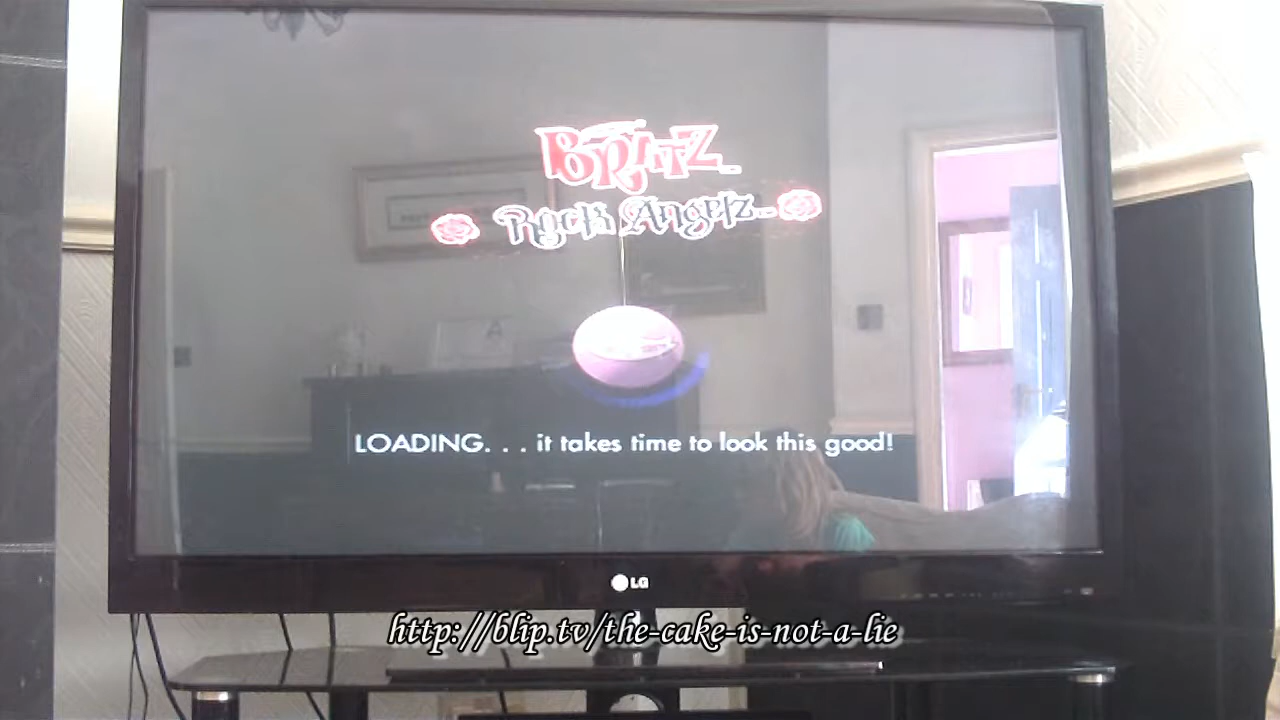 BRATZ
Rock Angelz
LOADING. . . it takes time to look this good!
LG
http://blip.tv/the-cake-is-not-a-lie